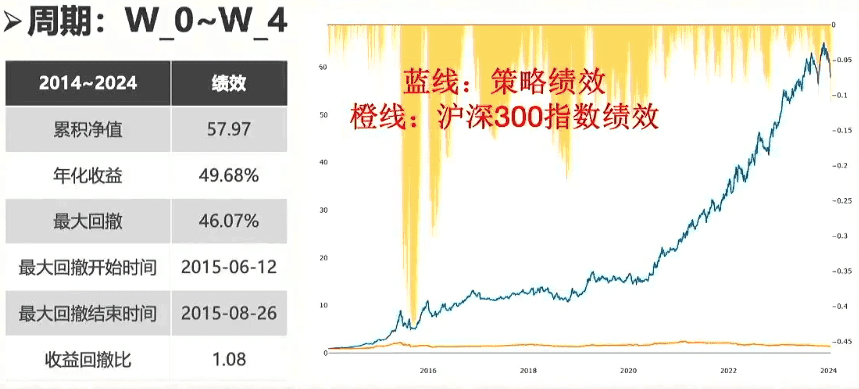 ➢周期：W_0~W_4
2014~2024 绩效
累积净值 57.97
年化收益 49.68%
最大回撤 46.07%
最大回撤开始时间 2015-06-12
最大回撤结束时间 2015-08-26
收益回撤比 1.08
蓝线：策略绩效
橙线：沪深300指数绩效
60
50
40
30
20
10
0
0
-0.05
-0.1
-0.15
-0.2
-0.25
-0.3
-0.35
-0.4
-0.45
2016 2018 2020 2022 2024